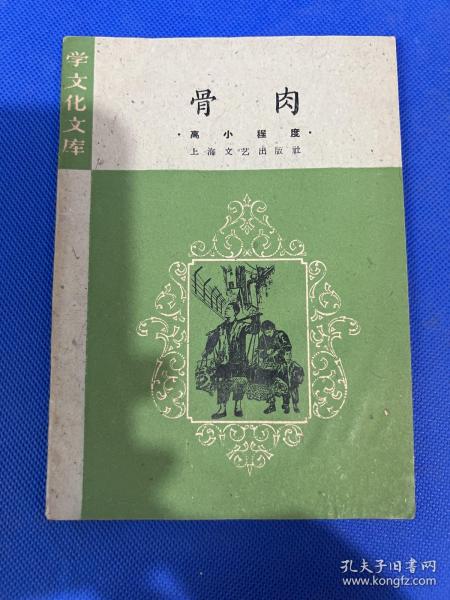 学文化文库
骨肉
·高小程度·
上海文艺出版社
孔夫子旧书网
www.kongfz.com